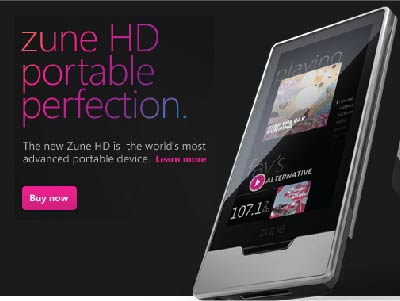 zune HD
portable
perfection.
The new Zune HD is the world's most
advanced portable device. Learn more
Buy now
playing
ALTERNATIVE
107.1
zune